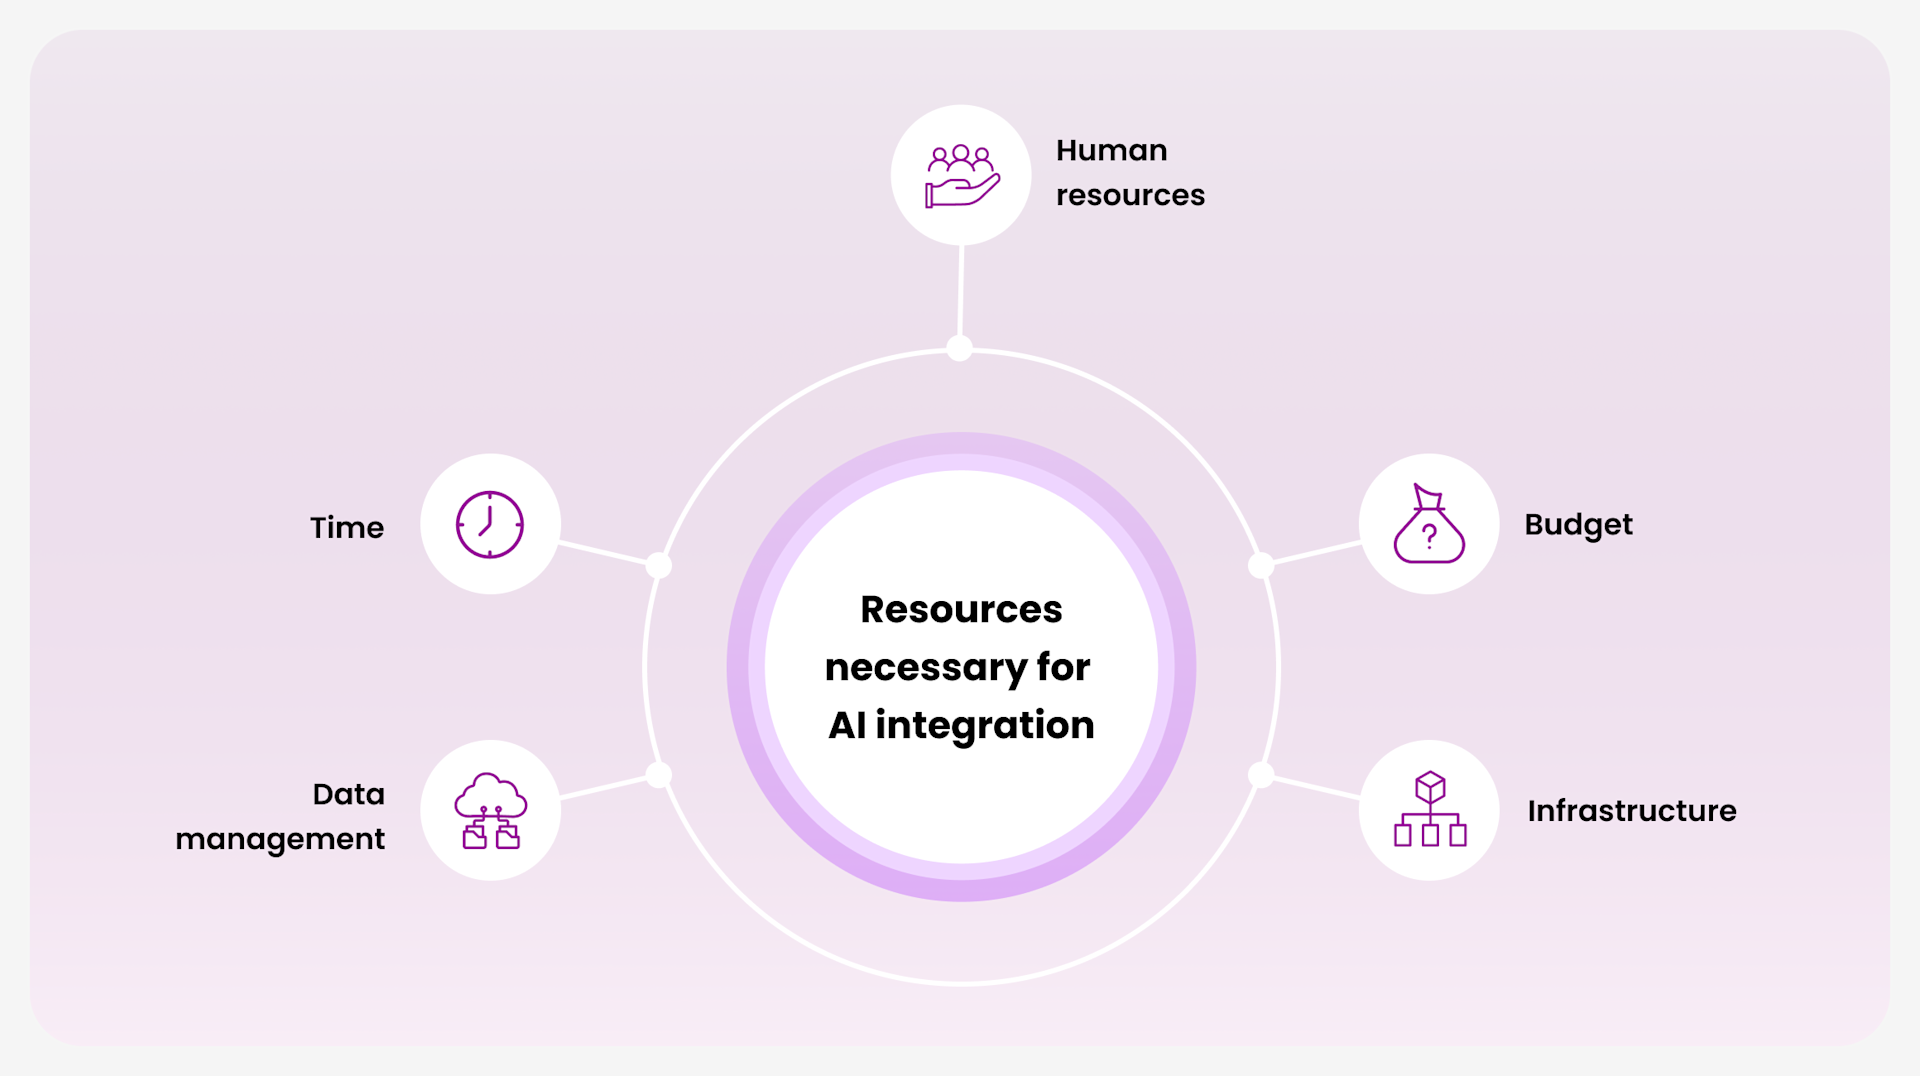 Human
resources
Time
Budget
Resources
necessary for
AI integration
Data
management
Infrastructure
?